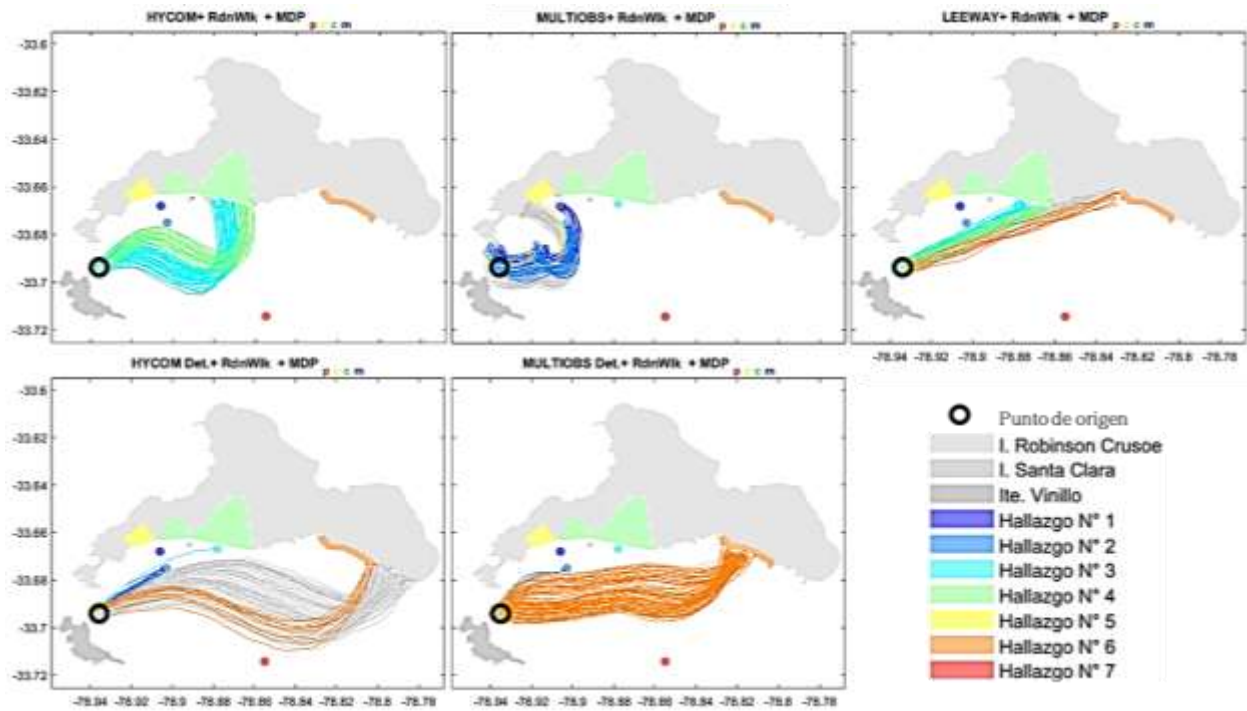 HYCOM+ RdnWlk + MDP
MULTIOBS+ RdnWlk + MDP
LEEWAY+ RdnWlk + MDP
-33.6
-33.62
-33.64
-33.66
-33.68
-33.7
-33.72
-78.94 -78.92 -78.9 -78.88 -78.86 -78.84 -78.82 -78.8 -78.78
HYCOM Det.+ RdnWlk + MDP
MULTIOBS Det.+ RdnWlk + MDP
-33.6
-33.62
-33.64
-33.66
-33.68
-33.7
-33.72
-78.94 -78.92 -78.9 -78.88 -78.86 -78.84 -78.82 -78.8 -78.78
-78.94 -78.92 -78.9 -78.88 -78.86 -78.84 -78.82 -78.8 -78.78
Punto de origen
I. Robinson Crusoe
I. Santa Clara
Ite. Vinillo
Hallazgo N° 1
Hallazgo N° 2
Hallazgo N° 3
Hallazgo N° 4
Hallazgo N° 5
Hallazgo N° 6
Hallazgo N° 7